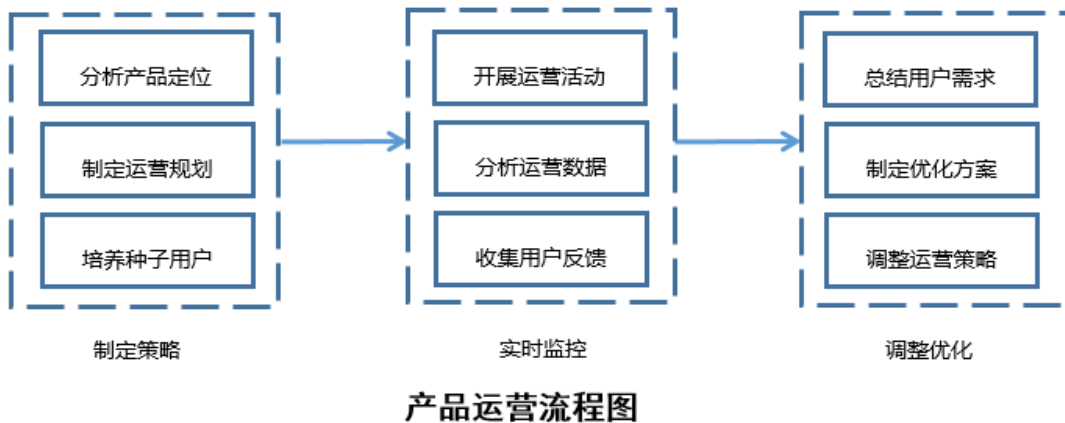 分析产品定位
制定运营规划
培养种子用户
制定策略
开展运营活动
分析运营数据
收集用户反馈
实时监控
总结用户需求
制定优化方案
调整运营策略
调整优化
产品运营流程图